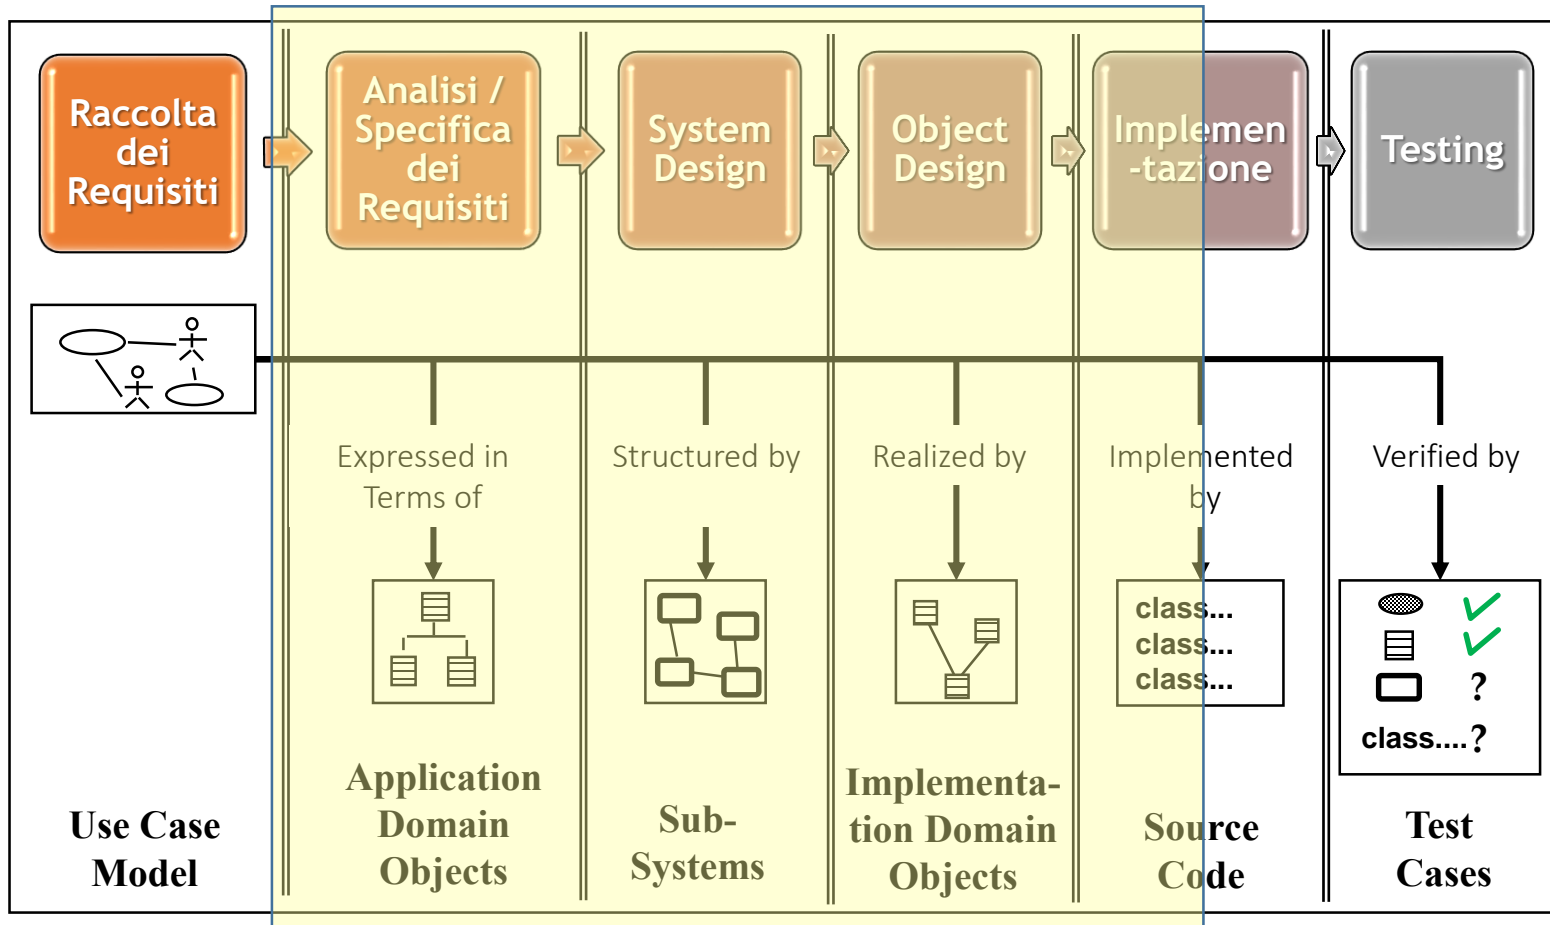 Raccolta
dei
Requisiti
Analisi /
Specifica
dei
Requisiti
System
Design
Object
Design
Implemen
-tazione
Testing
Expressed in
Terms of
Structured by
Realized by
Implemented
by
Verified by
class...
class...
class...
?
class....?
Use Case
Model
Application
Domain
Objects
Sub-
Systems
Implementa-
tion Domain
Objects
Source
Code
Test
Cases